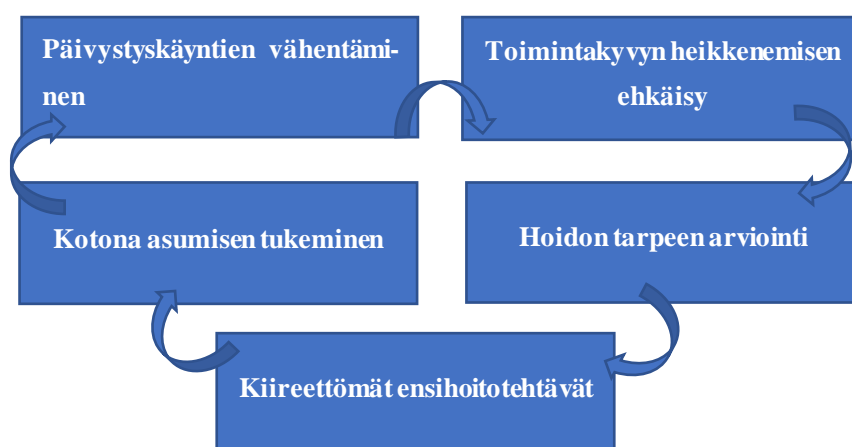 Päivystyskäyntien vähentämi-
nen
Toimintakyvyn heikkenemisen
ehkäisy
Kotona asumisen tukeminen
Hoidon tarpeen arviointi
Kiireettömät ensihoitotehtävät